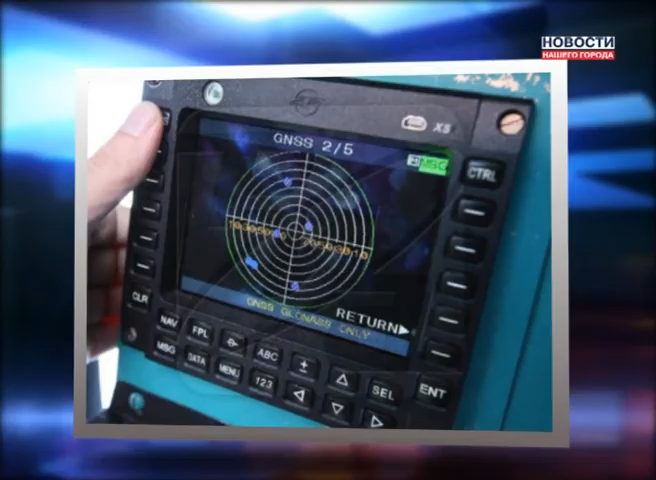 НОВОСТИ
НАШЕГО ГОРОДА
X5
GNSS 2/5
MSG
CTRL
RETURN
GNSS GLONASS ONLY
CLR
NAV
FPL
ABC
±
MSG
DATA
MENU
123
SEL
ENT